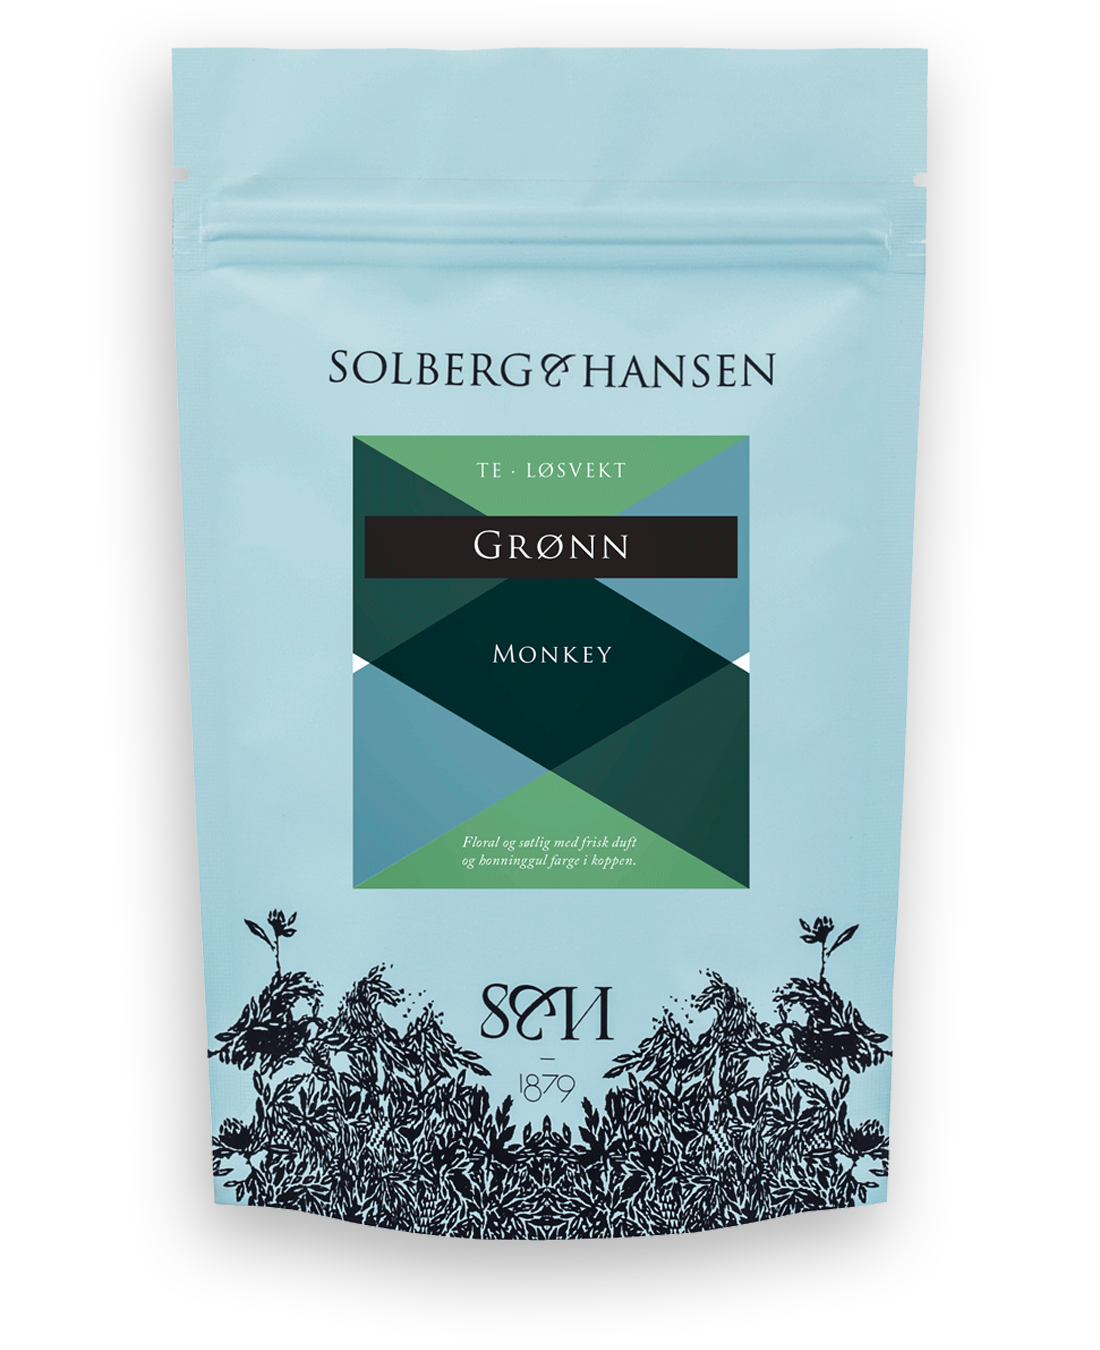 SOLBERG & HANSEN
TE · LØSVEKT
GRØNN
MONKEY
Floral og søtlig med frisk duft
og honninggul farge i koppen.
S&H
1879